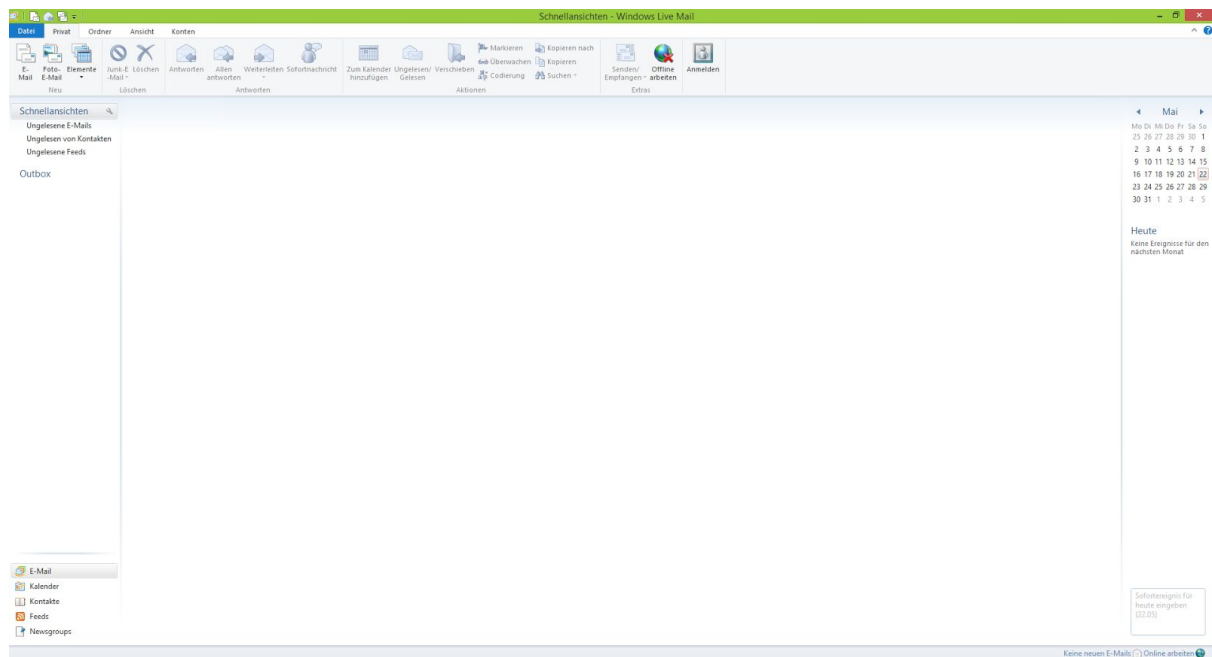 Schnellansichten - Windows Live Mail
Datei Privat Ordner Ansicht Konten
E-Mail Foto-E-Mail Elemente
Neu
Junk-E-Mail Löschen
Löschen
Antworten Allen antworten Weiterleiten Sofortnachricht
Antworten
Zum Kalender hinzufügen Ungelesen/Gelesen Verschieben
Markieren Kopieren nach
Überwachen Kopieren
Codierung Suchen
Aktionen
Senden/Empfangen Offline arbeiten
Extras
Anmelden
Schnellansichten
Ungelesene E-Mails
Ungelesen von Kontakten
Ungelesene Feeds
Outbox
E-Mail
Kalender
Kontakte
Feeds
Newsgroups
Mai
Mo Di Mi Do Fr Sa So
25 26 27 28 29 30 1
2 3 4 5 6 7 8
9 10 11 12 13 14 15
16 17 18 19 20 21 22
23 24 25 26 27 28 29
30 31 1 2 3 4 5
Heute
Keine Ereignisse für den
nächsten Monat
Sofortereignis für
heute eingeben
(22.05)
Keine neuen E-Mails Online arbeiten